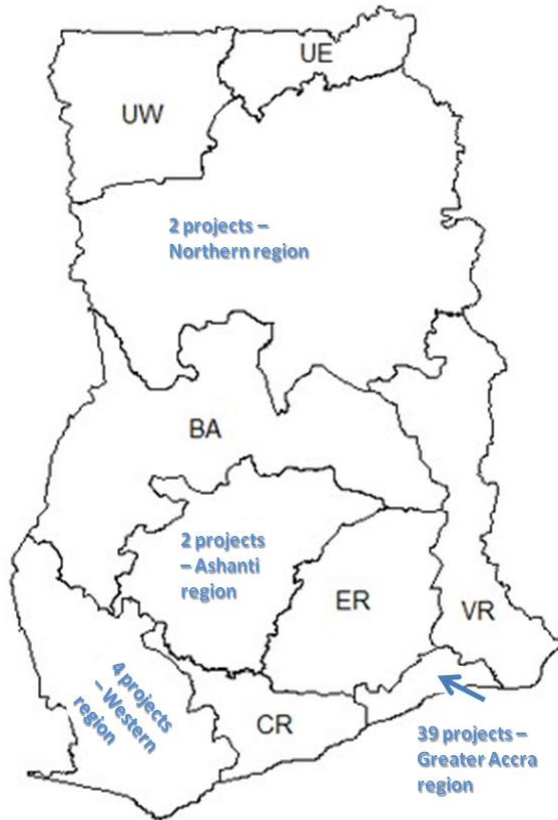 UE
UW
2 projects –
Northern region
BA
2 projects
– Ashanti
region
ER
VR
4 projects
– Western
region
CR
39 projects –
Greater Accra
region